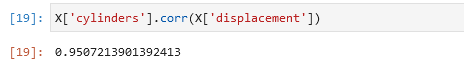 [19]: X['cylinders'].corr(X['displacement'])
[19]: 0.9507213901392413